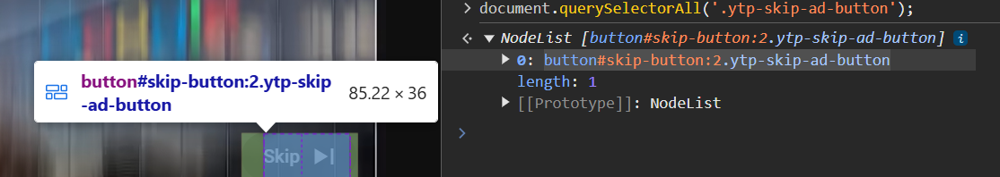 button#skip-button:2.ytp-skip
-ad-button
85.22 × 36
Skip
> document.querySelectorAll('.ytp-skip-ad-button');
NodeList [button#skip-button:2.ytp-skip-ad-button] i
0: button#skip-button:2.ytp-skip-ad-button
length: 1
[[Prototype]]: NodeList
>